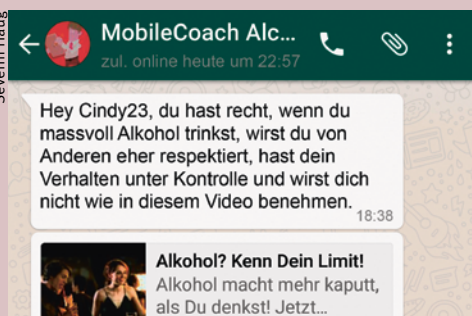 MobileCoach Alc...
zul. online heute um 22:57
Severin Haug
Hey Cindy23, du hast recht, wenn du
massvoll Alkohol trinkst, wirst du von
Anderen eher respektiert, hast dein
Verhalten unter Kontrolle und wirst dich
nicht wie in diesem Video benehmen.
18:38
Alkohol? Kenn Dein Limit!
Alkohol macht mehr kaputt,
als Du denkst! Jetzt...